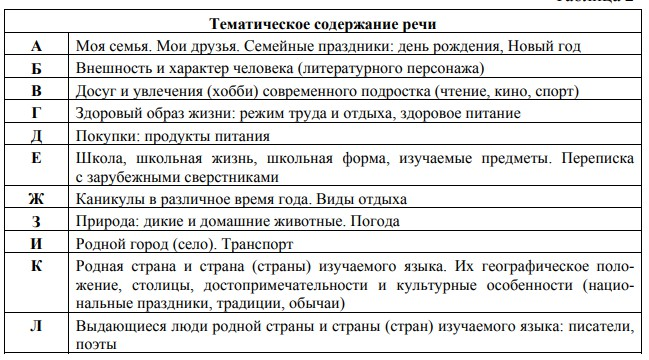 Тематическое содержание речи
А Моя семья. Мои друзья. Семейные праздники: день рождения, Новый год
Б Внешность и характер человека (литературного персонажа)
В Досуг и увлечения (хобби) современного подростка (чтение, кино, спорт)
Г Здоровый образ жизни: режим труда и отдыха, здоровое питание
Д Покупки: продукты питания
Е Школа, школьная жизнь, школьная форма, изучаемые предметы. Переписка
с зарубежными сверстниками
Ж Каникулы в различное время года. Виды отдыха
З Природа: дикие и домашние животные. Погода
И Родной город (село). Транспорт
К Родная страна и страна (страны) изучаемого языка. Их географическое поло-
жение, столицы, достопримечательности и культурные особенности (нацио-
нальные праздники, традиции, обычаи)
Л Выдающиеся люди родной страны и страны (стран) изучаемого языка: писатели,
поэты